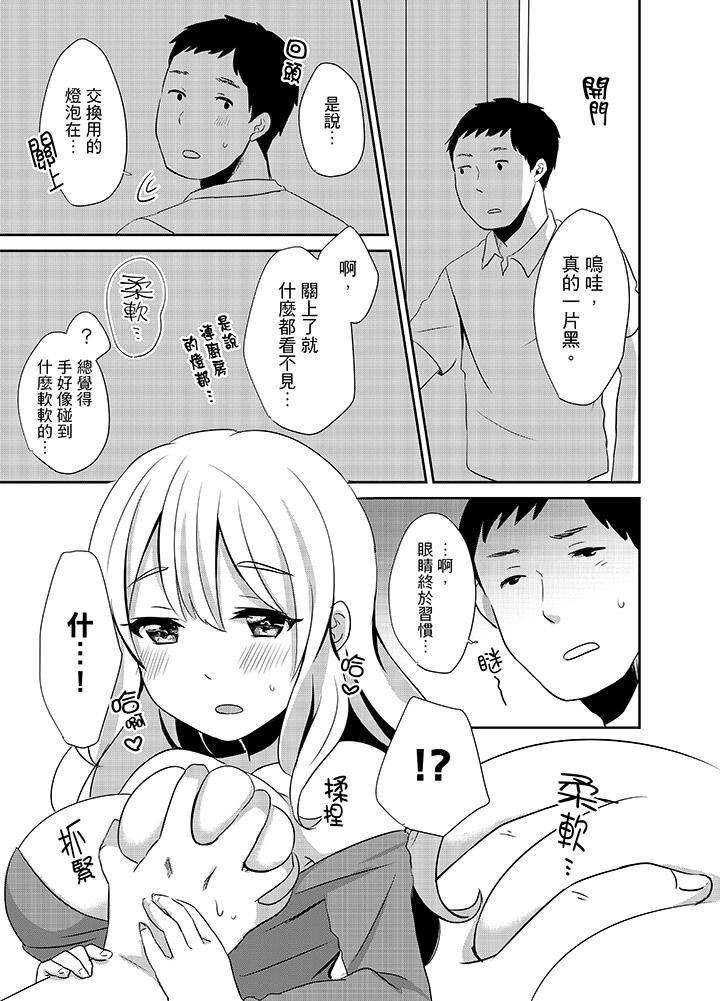 開門
嗚哇，
真的一片黑。
回頭
是說…
交換用的
燈泡在…
關上
啊，
關上了就
什麼都看不見…
是說
連廚房
的燈都…
柔軟…
？總覺得
手好像碰到
什麼軟軟的…
…啊，
眼睛終於習慣…
瞇～
什…！
哈♡
哈啊♡
!?
揉捏
抓緊
柔軟…